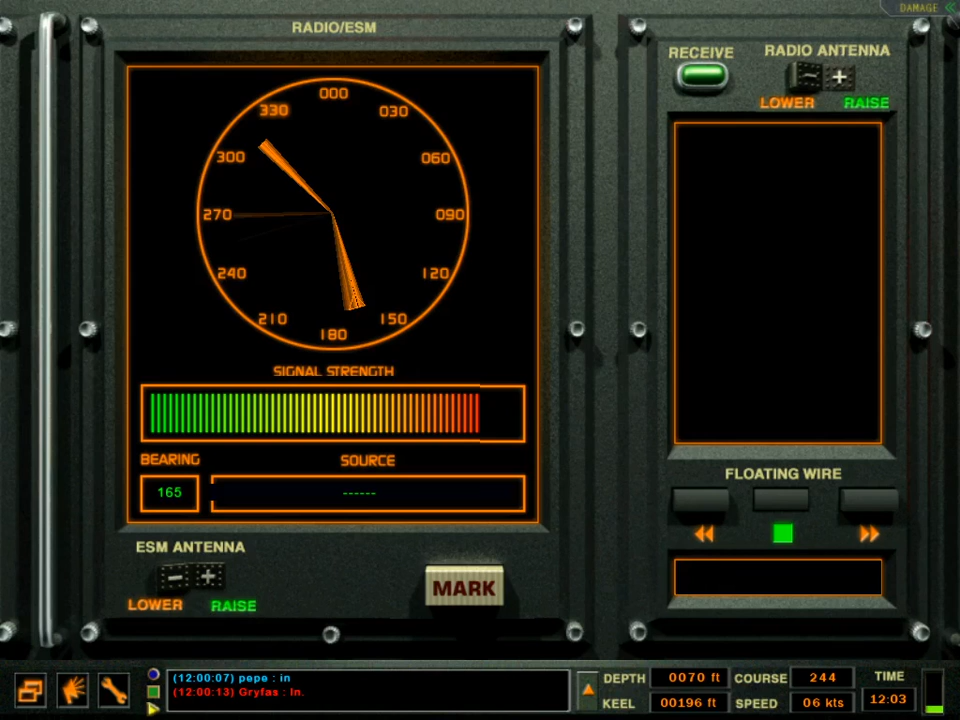 DAMAGE
RADIO/ESM
RECEIVE
RADIO ANTENNA
LOWER RAISE
000
330 030
300 060
270 090
240 120
210 150
180
SIGNAL STRENGTH
BEARING SOURCE
165 ------
FLOATING WIRE
ESM ANTENNA
LOWER RAISE
MARK
(12:00:07) pepe : in
(12:00:13) Gryfas : In.
DEPTH 0070 ft COURSE 244 TIME
KEEL 00196 ft SPEED 06 kts 12:03